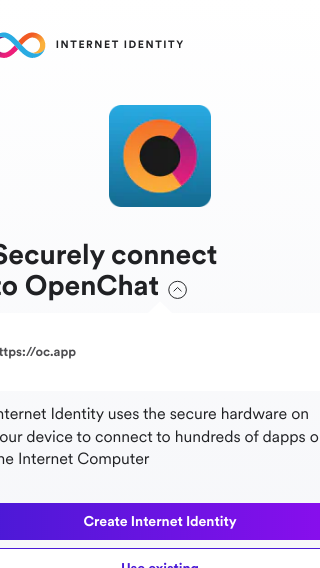 INTERNET IDENTITY
Securely connect
to OpenChat
ttps://oc.app
nternet Identity uses the secure hardware on
our device to connect to hundreds of dapps o
he Internet Computer
Create Internet Identity
Use existing